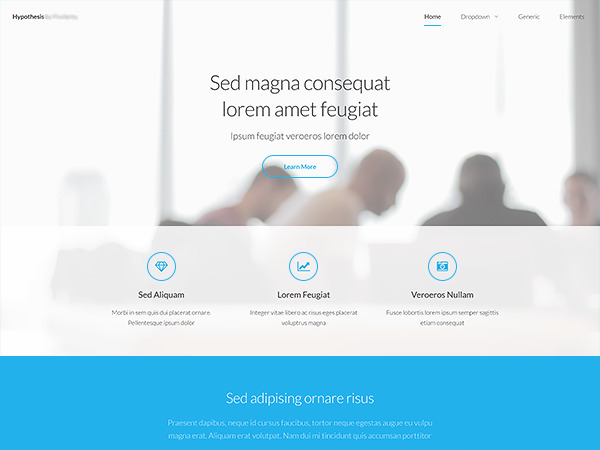 Hypothesis
Home Dropdown Generic Elements
Sed magna consequat
lorem amet feugiat
Ipsum feugiat veroeros lorem dolor
Learn More
Sed Aliquam
Morbi in sem quis dui placerat ornare.
Pellentesque ipsum dolor
Lorem Feugiat
Integer vitae libero ac risus eges placerat
voluptrus magna
Veroeros Nullam
Fusce lobortis lorem ipsum semper sagittis
etiam consequat
Sed adipising ornare risus
Praesent dapibus, neque id cursus faucibus, tortor neque egestas augue eu vulpu
magna erat. Aliquam erat volutpat. Nam dui mi tincidunt quis accumsan porttitor